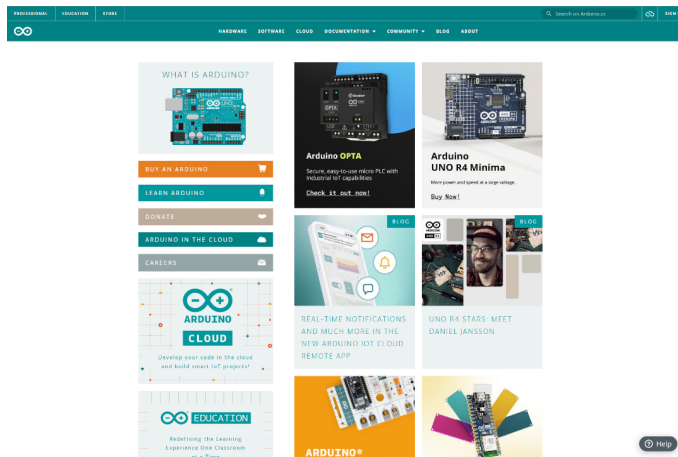 PROFESSIONAL EDUCATION STORE
Search on Arduino.cc
SIGN
HARDWARE SOFTWARE CLOUD DOCUMENTATION COMMUNITY BLOG ABOUT
WHAT IS ARDUINO?
BUY AN ARDUINO
LEARN ARDUINO
DONATE
ARDUINO IN THE CLOUD
CAREERS
ARDUINO
CLOUD
Develop your code in the cloud
and build smart IoT projects!
EDUCATION
Redefining the Learning
Experience One Classroom
at a Time
OPTA
Arduino OPTA
Secure, easy-to-use micro PLC with
Industrial IoT capabilities
Check it out now!
Arduino
UNO R4 Minima
More power and speed at a large voltage.
Buy Now!
BLOG
REAL-TIME NOTIFICATIONS
AND MUCH MORE IN THE
NEW ARDUINO IOT CLOUD
REMOTE APP
BLOG
UNO R4 STARS: MEET
DANIEL JANSSON
ARDUINO®
Help